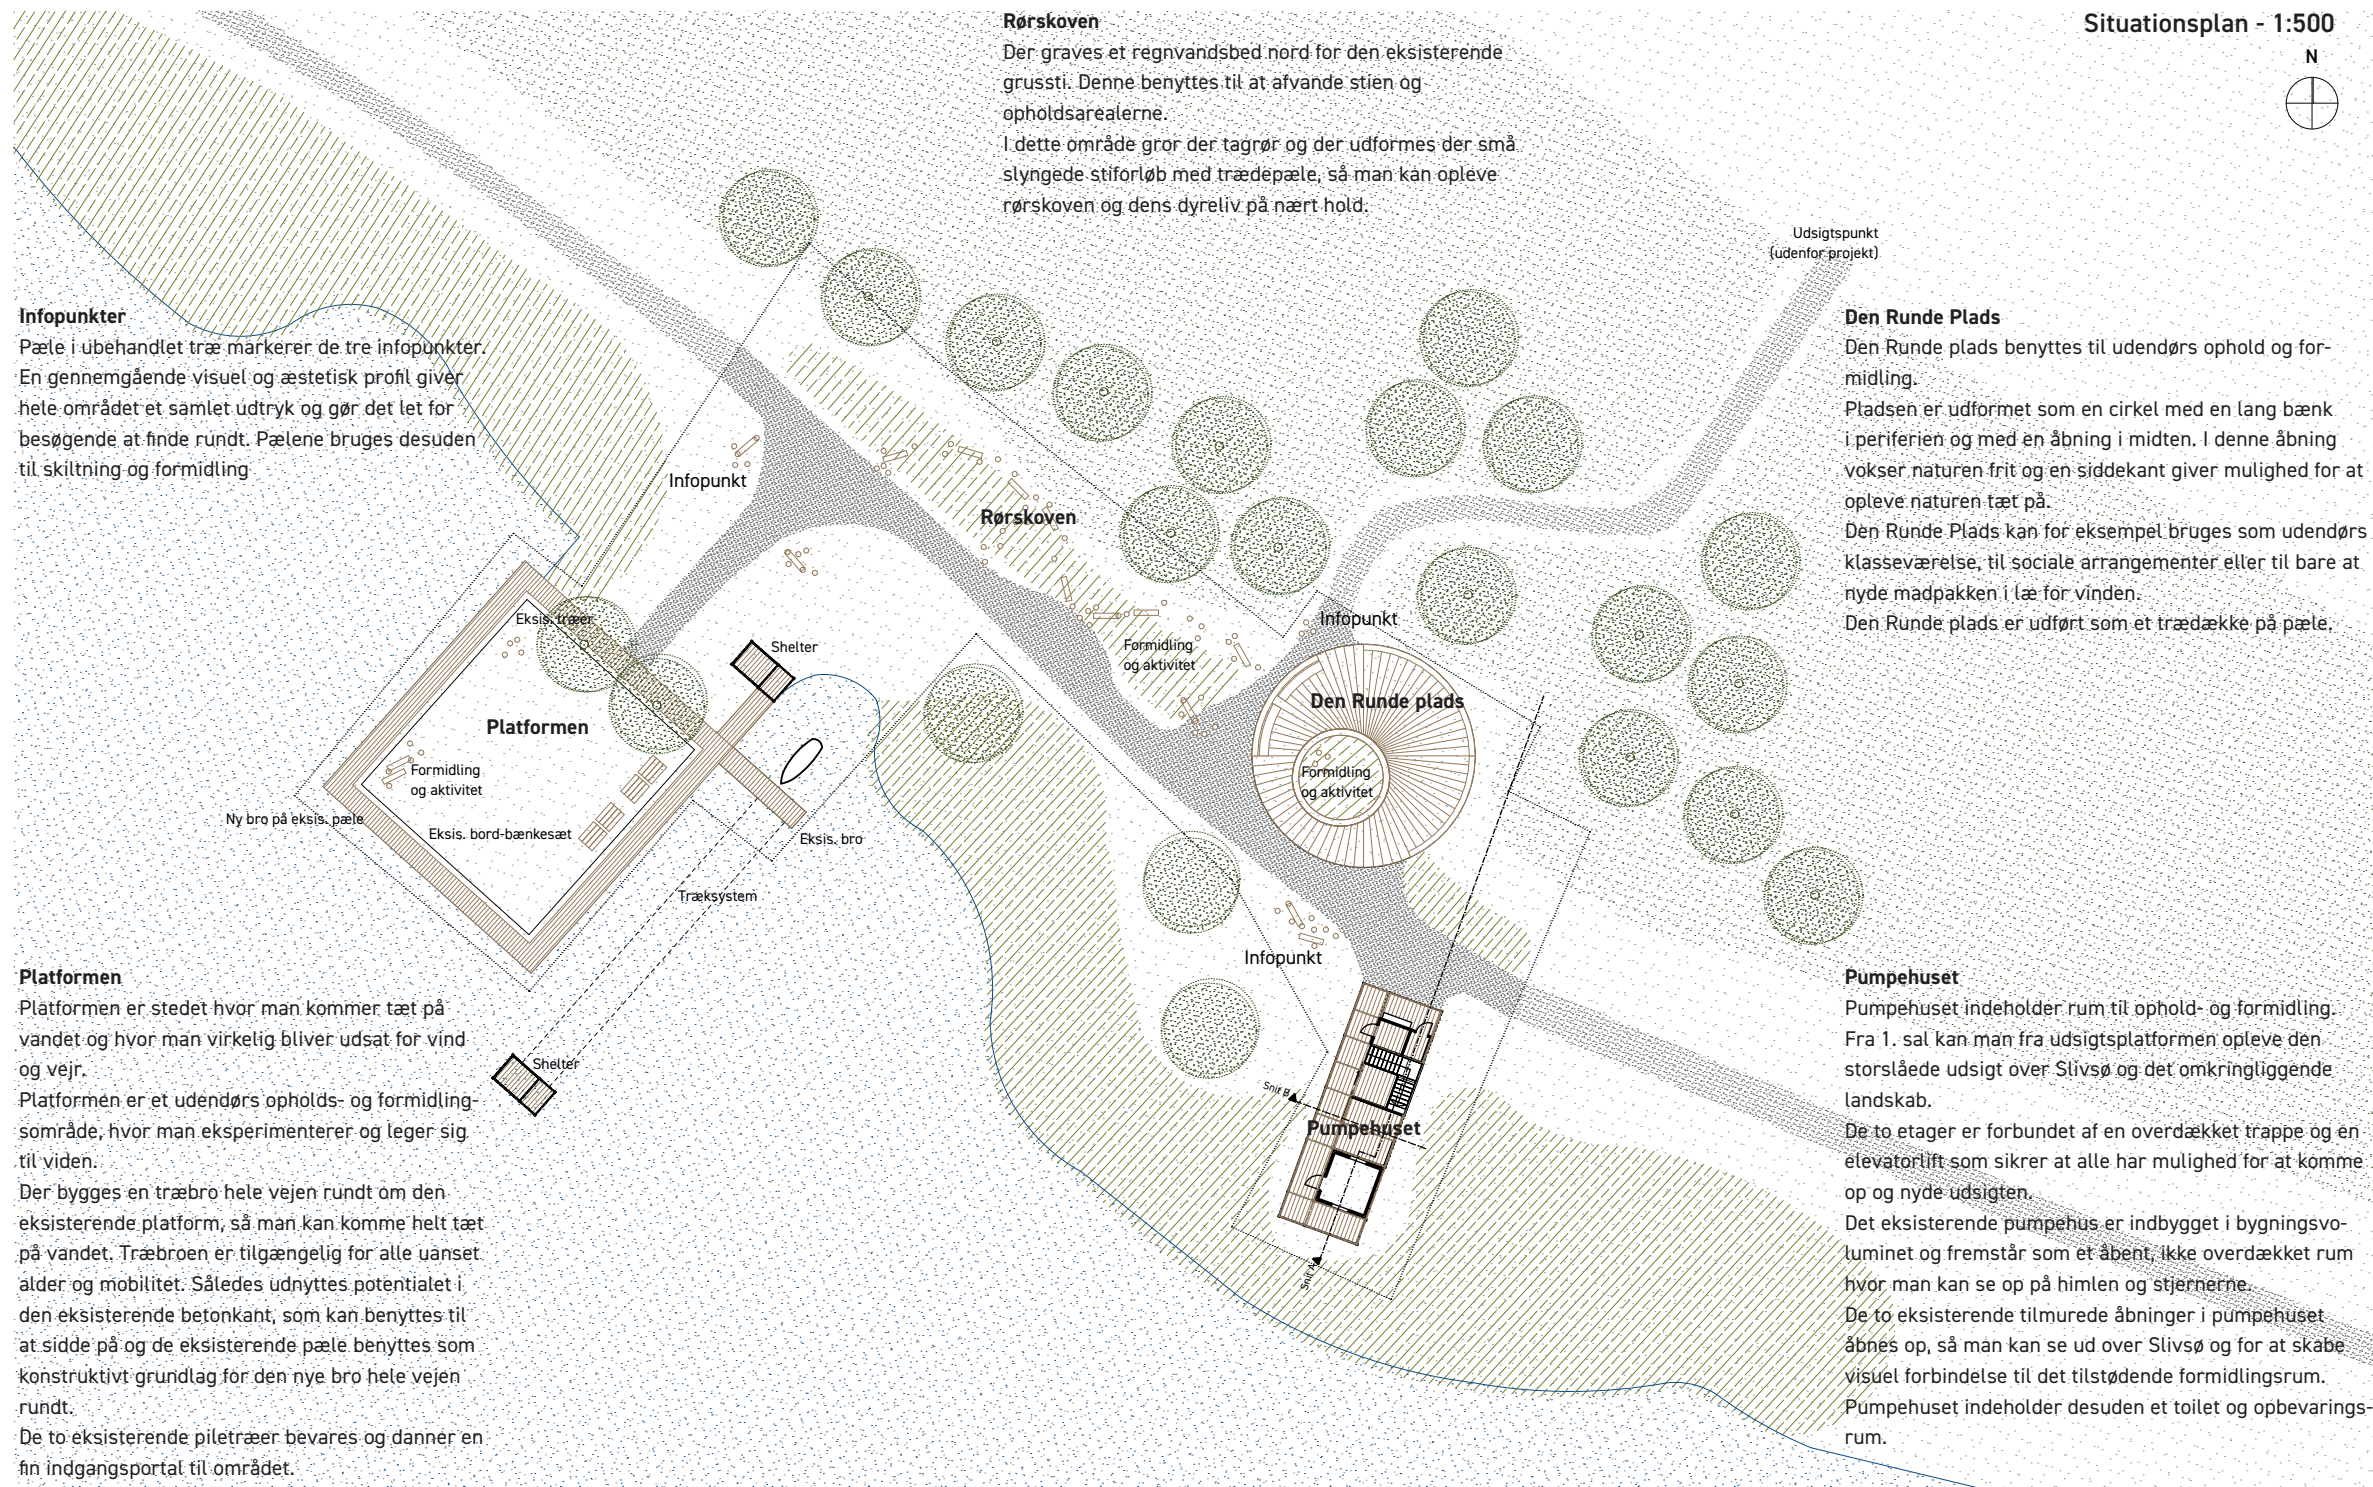 Situationsplan - 1:500
N
Rørskoven
Der graves et regnvandsbed nord for den eksisterende
grussti. Denne benyttes til at afvande stien og
opholdsarealerne.
I dette område gror der tagrør og der udformes der små
slyngede stiforløb med trædepæle, så man kan opleve
rørskoven og dens dyreliv på nært hold.
Udsigtspunkt
(udenfor projekt)
Infopunkter
Pæle i ubehandlet træ markerer de tre infopunkter.
En gennemgående visuel og æstetisk profil giver
hele området et samlet udtryk og gør det let for
besøgende at finde rundt. Pælene bruges desuden
til skiltning og formidling
Den Runde Plads
Den Runde plads benyttes til udendørs ophold og for-
midling.
Pladsen er udformet som en cirkel med en lang bænk
i periferien og med en åbning i midten. I denne åbning
vokser naturen frit og en siddekant giver mulighed for at
opleve naturen tæt på.
Den Runde Plads kan for eksempel bruges som udendørs
klasseværelse, til sociale arrangementer eller til bare at
nyde madpakken i læ for vinden.
Den Runde plads er udført som et trædække på pæle.
Infopunkt
Rørskoven
Infopunkt
Eksis. træer
Shelter
Formidling
og aktivitet
Den Runde plads
Platformen
Formidling
og aktivitet
Formidling
og aktivitet
Ny bro på eksis. pæle
Eksis. bord-bænkesæt
Eksis. bro
Træksystem
Infopunkt
Shelter
Snit B
Pumpehuset
Snit A
Platformen
Platformen er stedet hvor man kommer tæt på
vandet og hvor man virkelig bliver udsat for vind
og vejr.
Platformen er et udendørs opholds- og formidling-
sområde, hvor man eksperimenterer og leger sig
til viden.
Der bygges en træbro hele vejen rundt om den
eksisterende platform, så man kan komme helt tæt
på vandet. Træbroen er tilgængelig for alle uanset
alder og mobilitet. Således udnyttes potentialet i
den eksisterende betonkant, som kan benyttes til
at sidde på og de eksisterende pæle benyttes som
konstruktivt grundlag for den nye bro hele vejen
rundt.
De to eksisterende piletræer bevares og danner en
fin indgangsportal til området.
Pumpehuset
Pumpehuset indeholder rum til ophold- og formidling.
Fra 1. sal kan man fra udsigtsplatformen opleve den
storslåede udsigt over Slivsø og det omkringliggende
landskab.
De to etager er forbundet af en overdækket trappe og en
elevatorlift som sikrer at alle har mulighed for at komme
op og nyde udsigten.
Det eksisterende pumpehus er indbygget i bygningsvo-
luminet og fremstår som et åbent, ikke overdækket rum
hvor man kan se op på himlen og stjernerne.
De to eksisterende tilmurede åbninger i pumpehuset
åbnes op, så man kan se ud over Slivsø og for at skabe
visuel forbindelse til det tilstødende formidlingsrum.
Pumpehuset indeholder desuden et toilet og opbevarings-
rum.